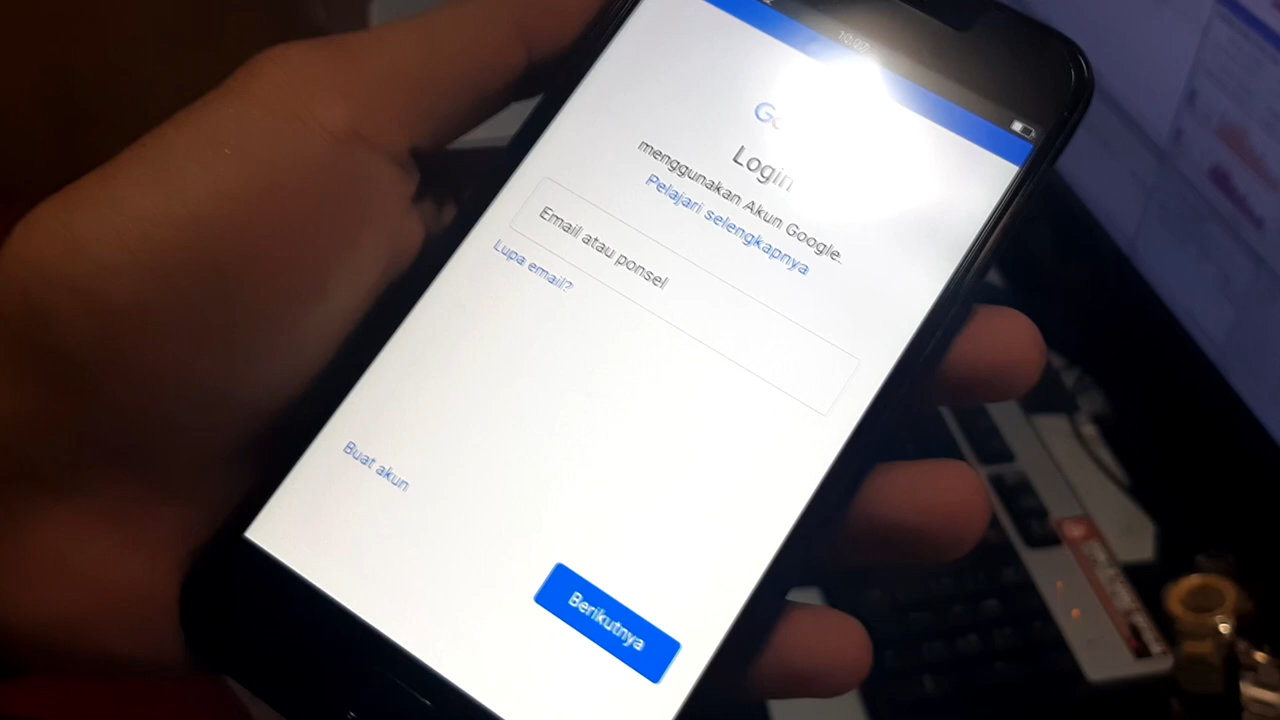 Login
menggunakan Akun Google.
Pelajari selengkapnya
Email atau ponsel
Lupa email?
Buat akun
Berikutnya